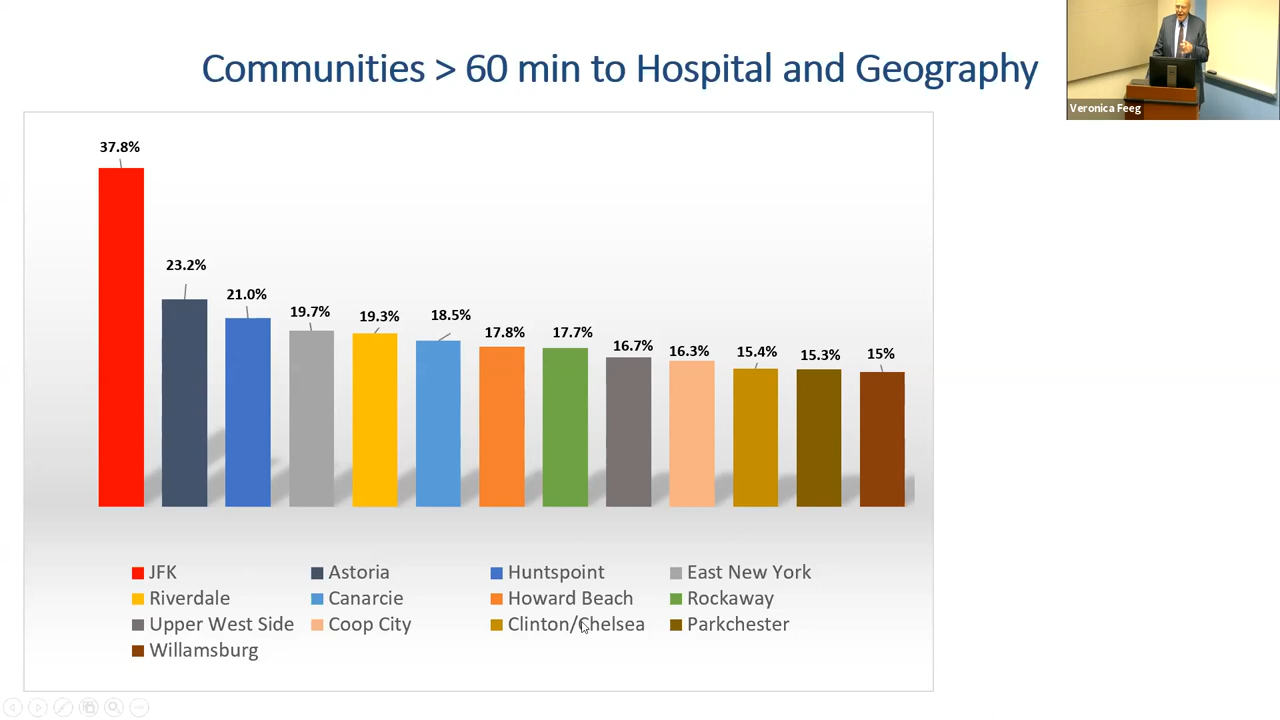 Communities > 60 min to Hospital and Geography
Veronica Feeg
37.8%
23.2%
21.0%
19.7%
19.3%
18.5%
17.8%
17.7%
16.7%
16.3%
15.4%
15.3%
15%
JFK
Astoria
Huntspoint
East New York
Riverdale
Canarcie
Howard Beach
Rockaway
Upper West Side
Coop City
Clinton/Chelsea
Parkchester
Willamsburg